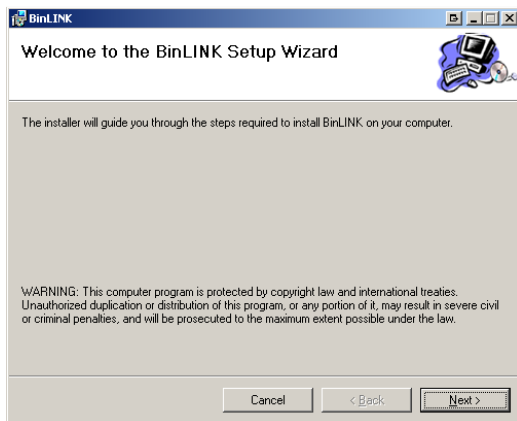 BinLINK
Welcome to the BinLINK Setup Wizard
The installer will guide you through the steps required to install BinLINK on your computer.
WARNING: This computer program is protected by copyright law and international treaties.
Unauthorized duplication or distribution of this program, or any portion of it, may result in severe civil
or criminal penalties, and will be prosecuted to the maximum extent possible under the law.
Cancel
< Back
Next >